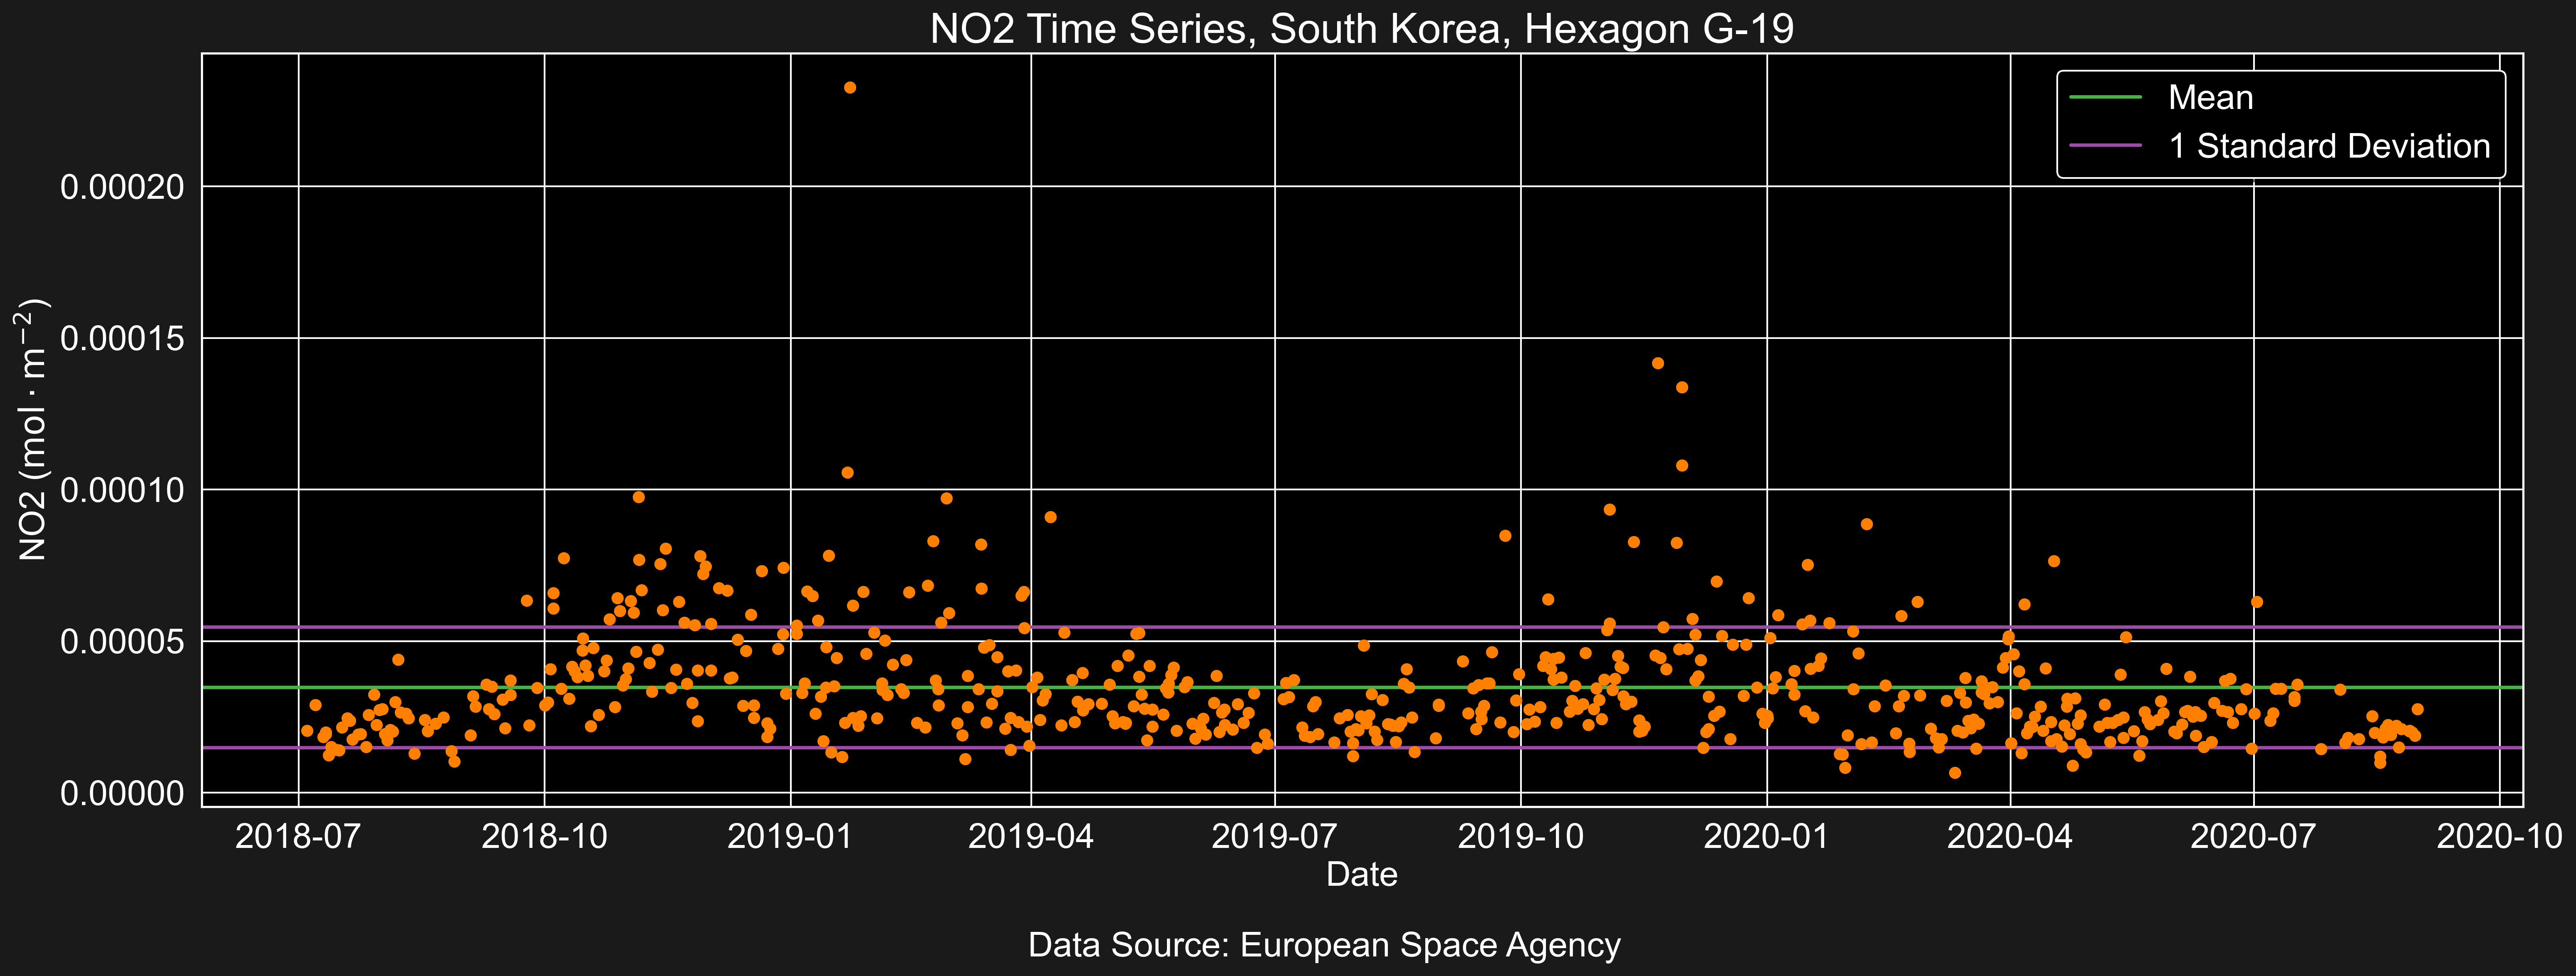 NO2 Time Series, South Korea, Hexagon G-19
Mean
1 Standard Deviation
NO2 (mol · m⁻²)
0.00020
0.00015
0.00010
0.00005
0.00000
2018-07 2018-10 2019-01 2019-04 2019-07 2019-10 2020-01 2020-04 2020-07 2020-10
Date
Data Source: European Space Agency